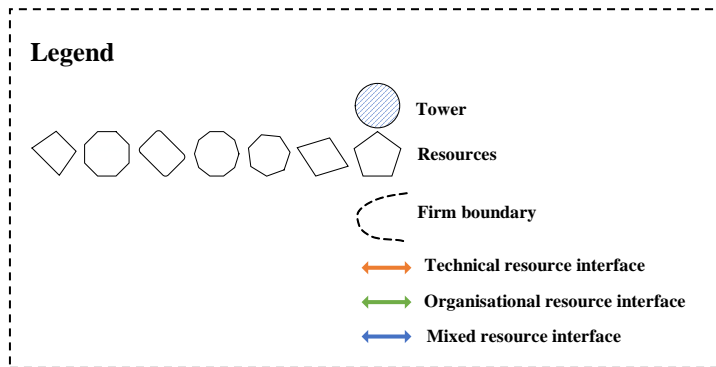 Legend
Tower
Resources
Firm boundary
Technical resource interface
Organisational resource interface
Mixed resource interface